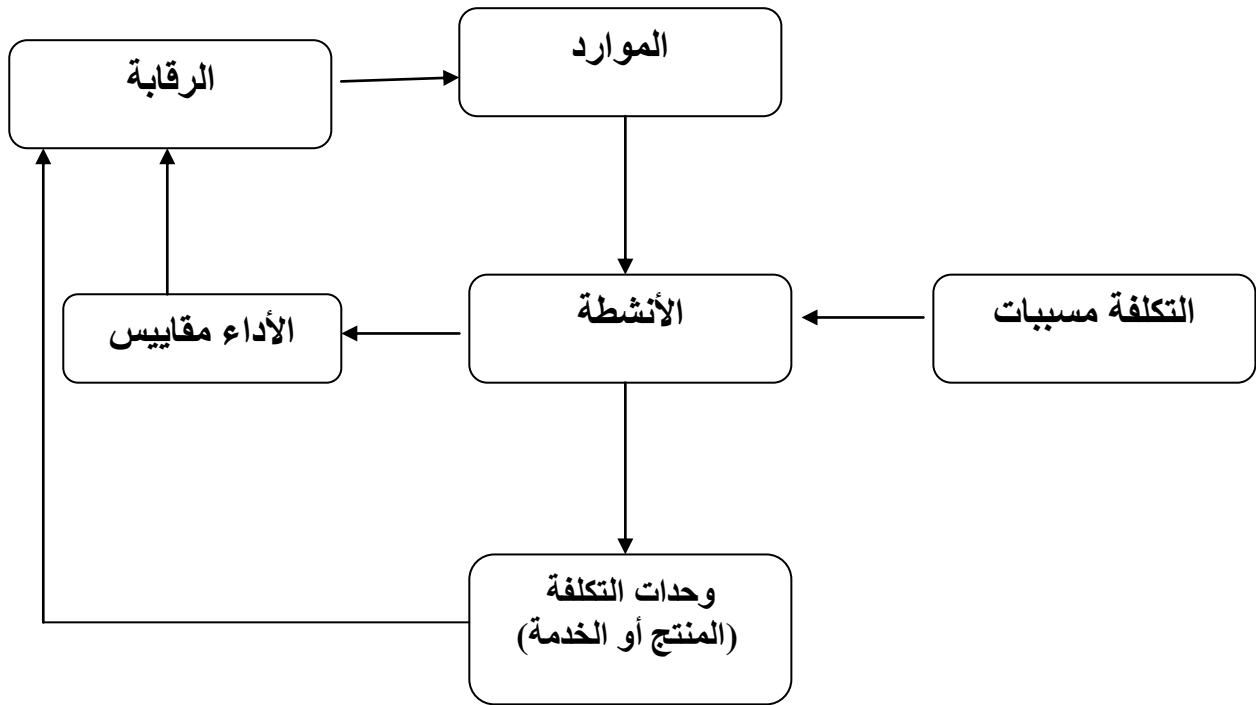 الموارد
الرقابة
التكلفة مسببات
الأنشطة
الأداء مقاييس
وحدات التكلفة
(المنتج أو الخدمة)